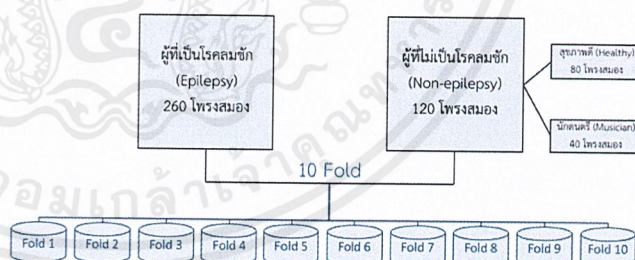 ผู้ที่เป็นโรคลมชัก
(Epilepsy)
260 โพรงสมอง
ผู้ที่ไม่เป็นโรคลมชัก
(Non-epilepsy)
120 โพรงสมอง
สุขภาพดี (Healthy)
80 โพรงสมอง
นักดนตรี (Musician)
40 โพรงสมอง
10 Fold
Fold 1 Fold 2 Fold 3 Fold 4 Fold 5 Fold 6 Fold 7 Fold 8 Fold 9 Fold 10